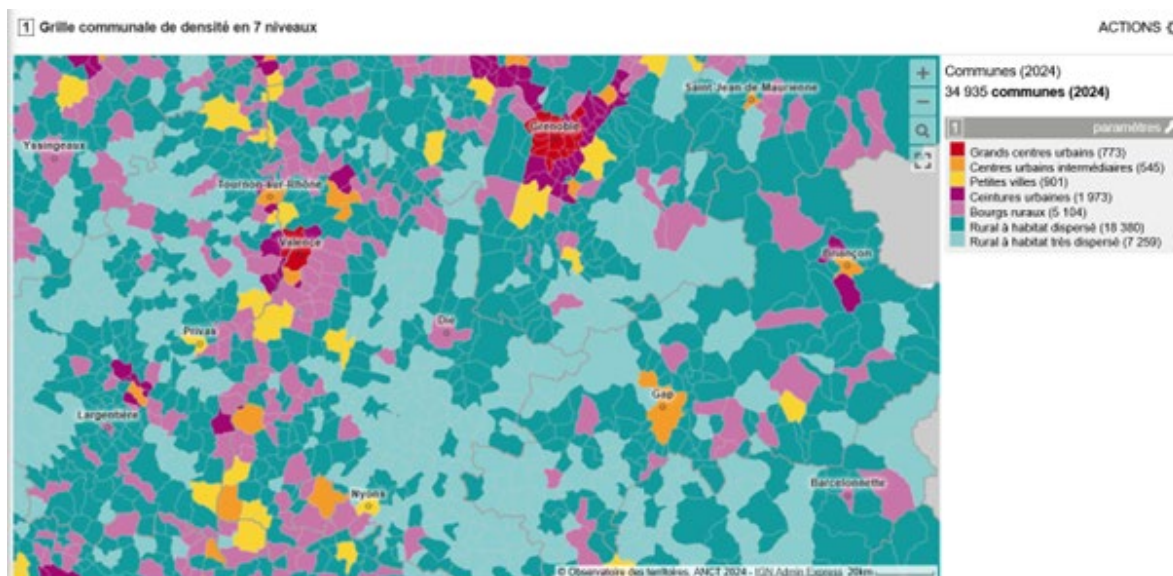 1 Grille communale de densité en 7 niveaux
ACTIONS
Communes (2024)
34 935 communes (2024)
1 paramètres
Grands centres urbains (773)
Centres urbains intermédiaires (545)
Petites villes (901)
Ceintures urbaines (1 973)
Bourgs ruraux (5 104)
Rural à habitat dispersé (18 380)
Rural à habitat très dispersé (7 259)
Saint Jean de Maurienne
Grenoble
Yssingeaux
Tournon-sur-Rhône
Valence
Briançon
Die
Privas
Gap
Largentière
Barcelonnette
Nyons
© Observatoire des territoires, ANCT 2024 - IGN Admin Express 20km